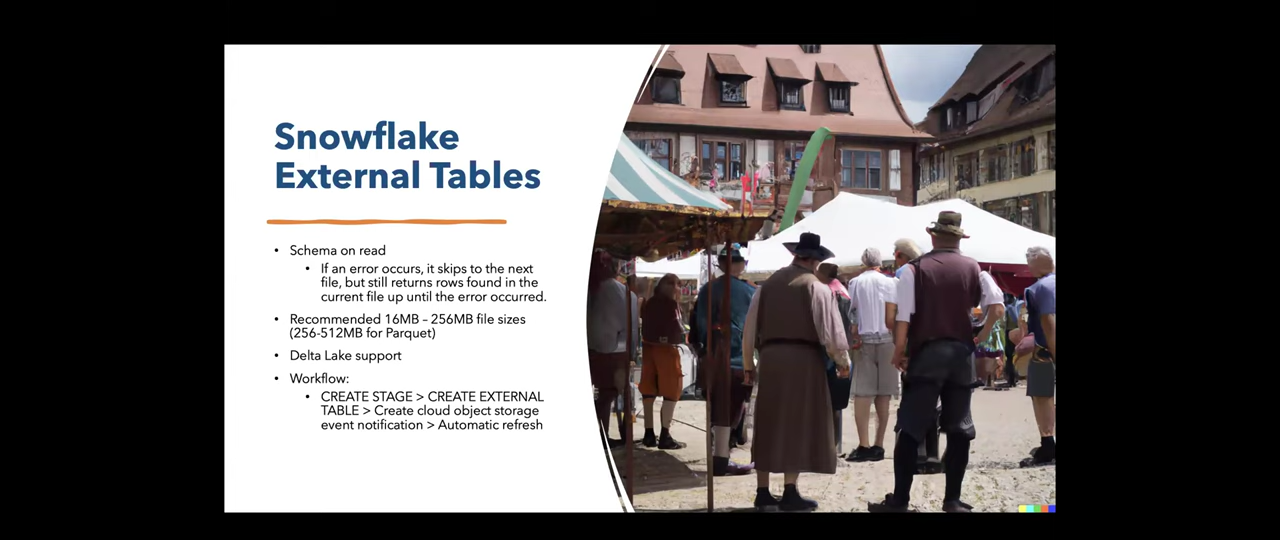 Snowflake
External Tables
• Schema on read
• If an error occurs, it skips to the next
file, but still returns rows found in the
current file up until the error occurred.
• Recommended 16MB – 256MB file sizes
(256-512MB for Parquet)
• Delta Lake support
• Workflow:
• CREATE STAGE > CREATE EXTERNAL
TABLE > Create cloud object storage
event notification > Automatic refresh